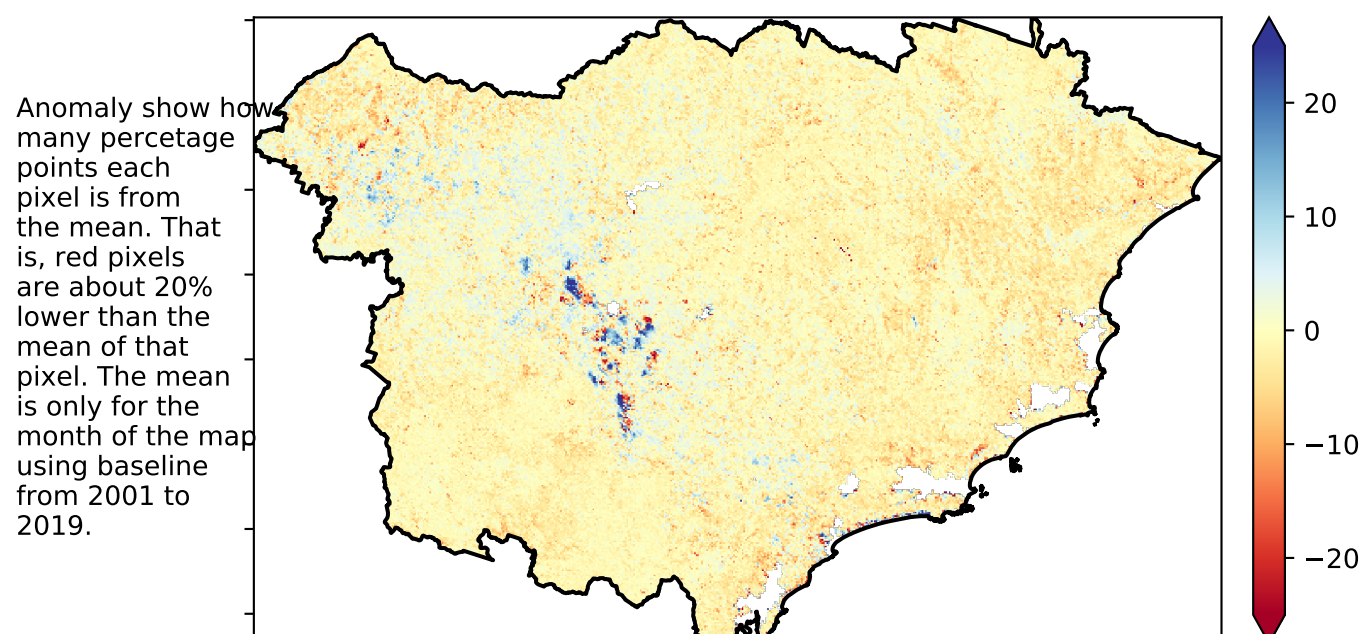 Anomaly show how
many percetage
points each
pixel is from
the mean. That
is, red pixels
are about 20%
lower than the
mean of that
pixel. The mean
is only for the
month of the map
using baseline
from 2001 to
2019.
20
10
0
−10
−20